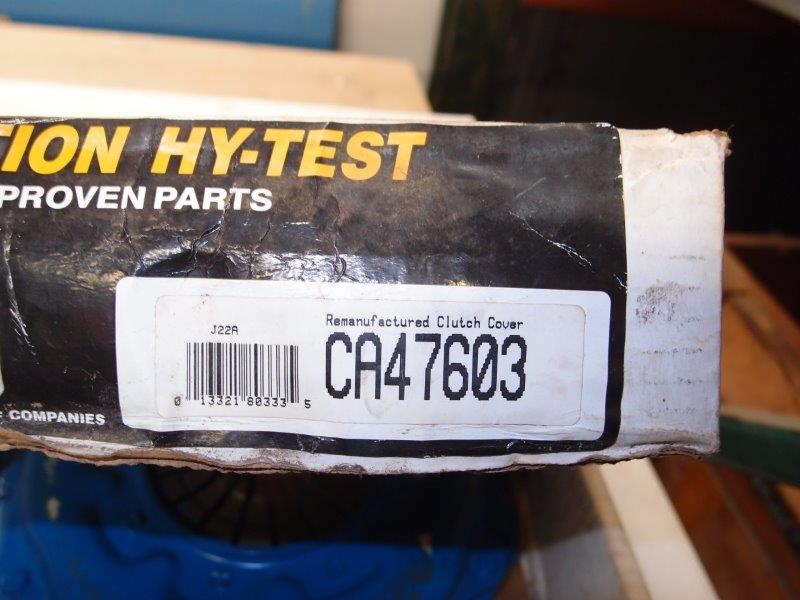 TION HY-TEST
PROVEN PARTS
J22A
Remanufactured Clutch Cover
CA47603
0 13321 80333 5
COMPANIES